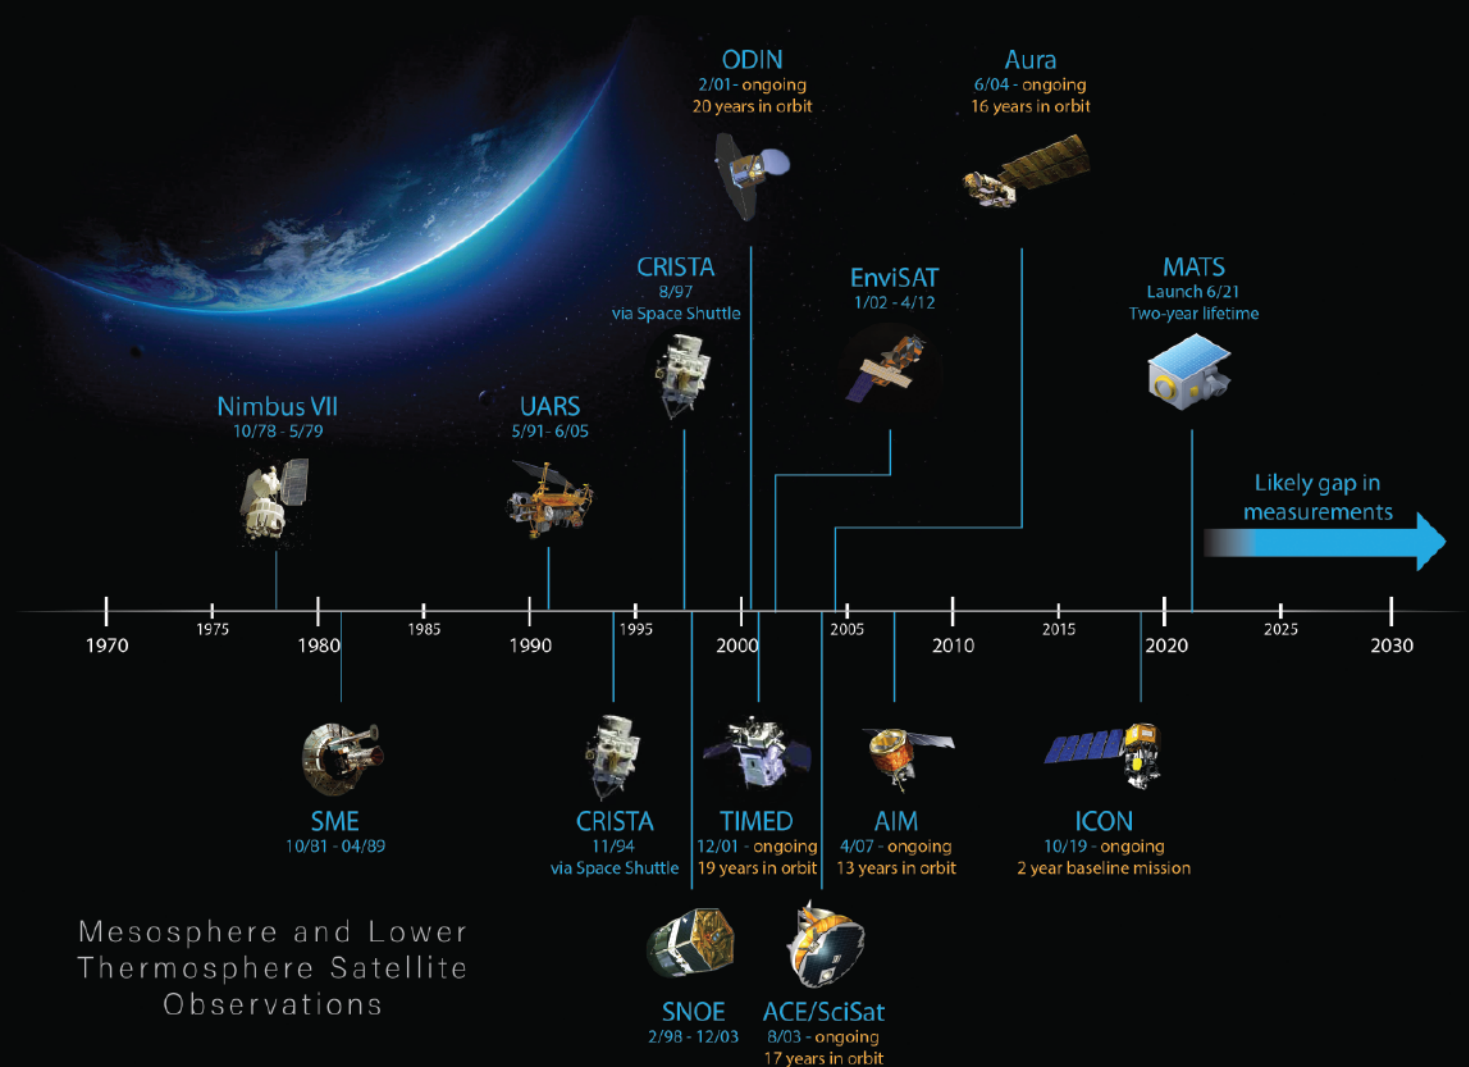 ODIN
2/01- ongoing
20 years in orbit
Aura
6/04 - ongoing
16 years in orbit
CRISTA
8/97
via Space Shuttle
EnviSAT
1/02 - 4/12
MATS
Launch 6/21
Two-year lifetime
Nimbus VII
10/78 - 5/79
UARS
5/91- 6/05
Likely gap in
measurements
1970
1975
1980
1985
1990
1995
2000
2005
2010
2015
2020
2025
2030
SME
10/81 - 04/89
CRISTA
11/94
via Space Shuttle
TIMED
12/01 - ongoing
19 years in orbit
AIM
4/07 - ongoing
13 years in orbit
ICON
10/19 - ongoing
2 year baseline mission
Mesosphere and Lower
Thermosphere Satellite
Observations
SNOE
2/98 - 12/03
ACE/SciSat
8/03 - ongoing
17 years in orbit